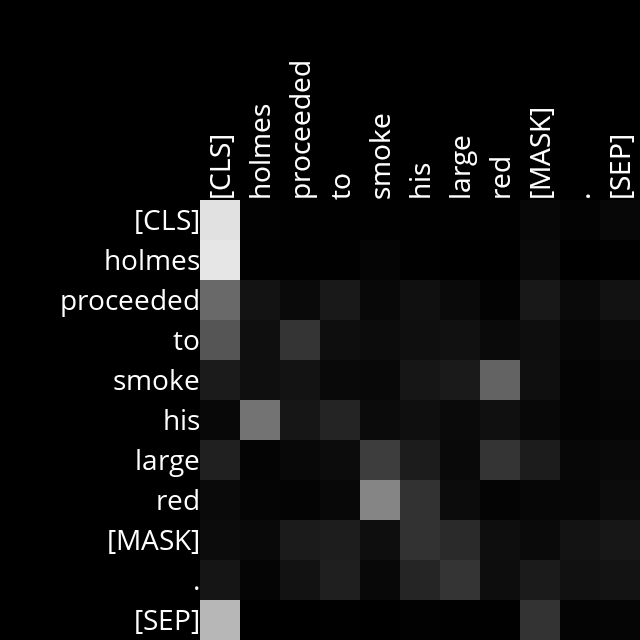 [CLS]
holmes
proceeded
to
smoke
his
large
red
[MASK]
.
[SEP]
[CLS]
holmes
proceeded
to
smoke
his
large
red
[MASK]
.
[SEP]